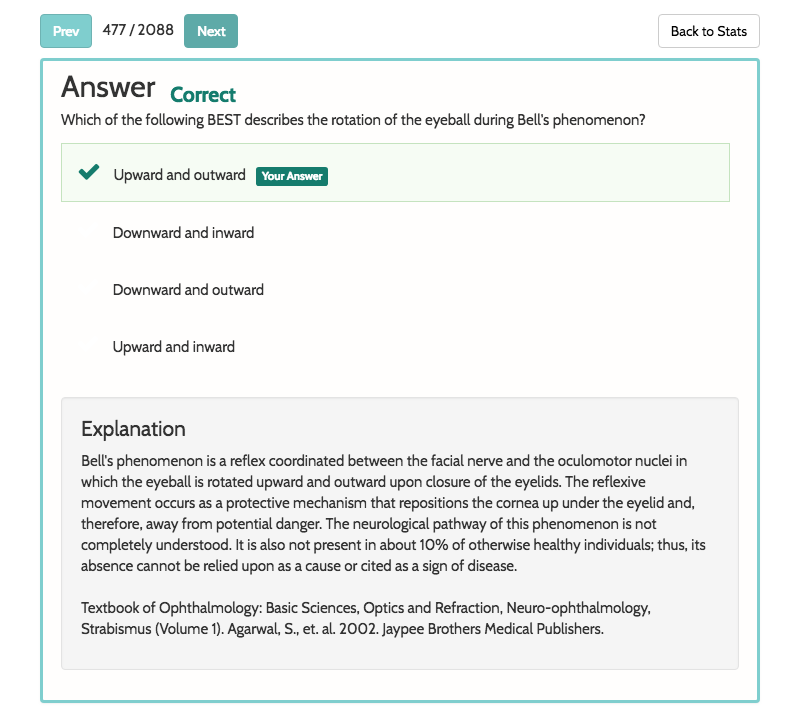 Prev 477 / 2088 Next Back to Stats
Answer Correct
Which of the following BEST describes the rotation of the eyeball during Bell's phenomenon?
Upward and outward Your Answer
Downward and inward
Downward and outward
Upward and inward
Explanation
Bell's phenomenon is a reflex coordinated between the facial nerve and the oculomotor nuclei in
which the eyeball is rotated upward and outward upon closure of the eyelids. The reflexive
movement occurs as a protective mechanism that repositions the cornea up under the eyelid and,
therefore, away from potential danger. The neurological pathway of this phenomenon is not
completely understood. It is also not present in about 10% of otherwise healthy individuals; thus, its
absence cannot be relied upon as a cause or cited as a sign of disease.
Textbook of Ophthalmology: Basic Sciences, Optics and Refraction, Neuro-ophthalmology,
Strabismus (Volume 1). Agarwal, S., et. al. 2002. Jaypee Brothers Medical Publishers.